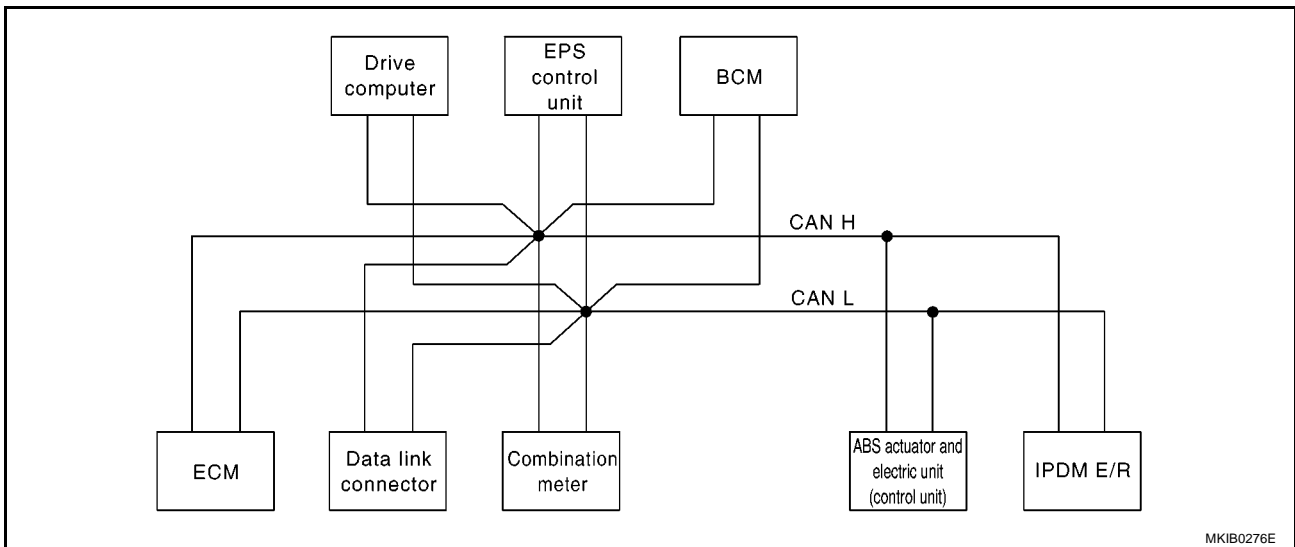 Drive
computer
EPS
control
unit
BCM
CAN H
CAN L
ECM
Data link
connector
Combination
meter
ABS actuator and
electric unit
(control unit)
IPDM E/R
MKIB0276E